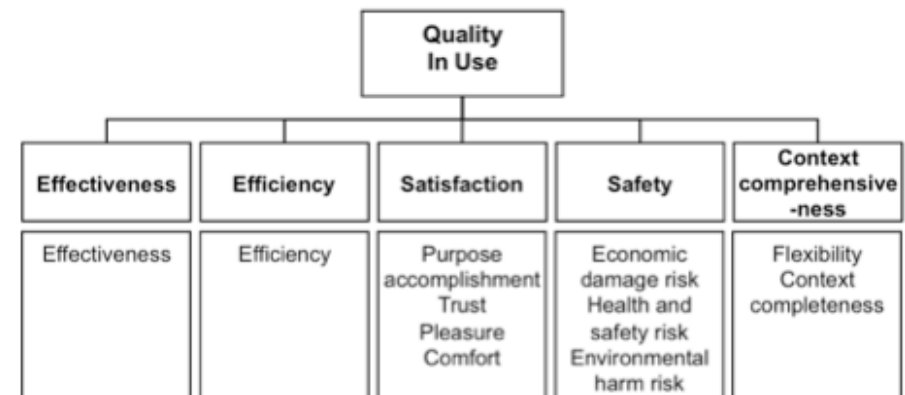 Quality
In Use
Effectiveness
Efficiency
Satisfaction
Safety
Context
comprehensive
-ness
Effectiveness
Efficiency
Purpose
accomplishment
Trust
Pleasure
Comfort
Economic
damage risk
Health and
safety risk
Environmental
harm risk
Flexibility
Context
completeness